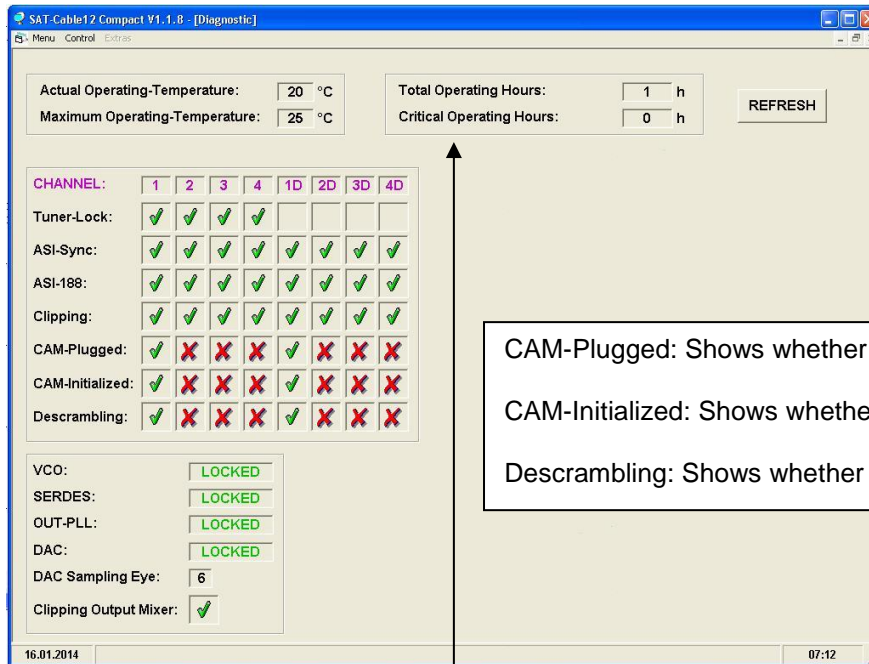 SAT-Cable12 Compact V1.1.8 - [Diagnostic]
Menu Control Extras
Actual Operating-Temperature: 20 °C
Maximum Operating-Temperature: 25 °C
Total Operating Hours: 1 h
Critical Operating Hours: 0 h
REFRESH
CHANNEL: 1 2 3 4 1D 2D 3D 4D
Tuner-Lock:
ASI-Sync:
ASI-188:
Clipping:
CAM-Plugged:
CAM-Initialized:
Descrambling:
CAM-Plugged: Shows whether
CAM-Initialized: Shows whethe
Descrambling: Shows whether
VCO: LOCKED
SERDES: LOCKED
OUT-PLL: LOCKED
DAC: LOCKED
DAC Sampling Eye: 6
Clipping Output Mixer:
16.01.2014 07:12